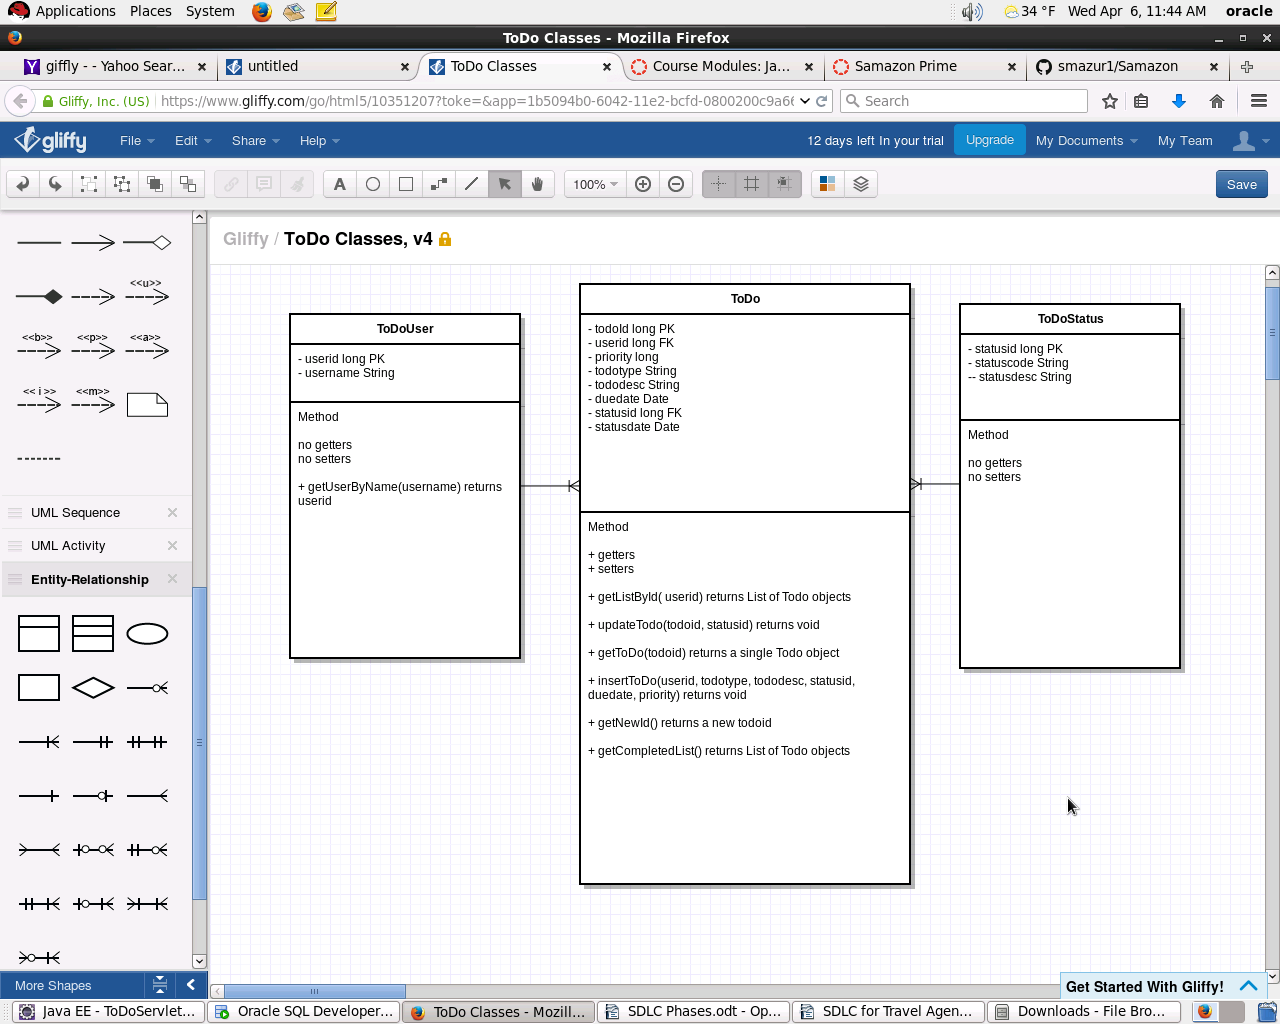 Applications Places System 34 °F Wed Apr 6, 11:44 AM oracle
ToDo Classes - Mozilla Firefox
giffly - - Yahoo Sear... untitled ToDo Classes Course Modules: Ja... Samazon Prime smazur1/Samazon
Gliffy, Inc. (US) https://www.gliffy.com/go/html5/10351207?toke=&app=1b5094b0-6042-11e2-bcfd-0800200c9a66 Search
gliffy File Edit Share Help 12 days left In your trial Upgrade My Documents My Team
A 100% Save
Gliffy / ToDo Classes, v4
<<u>>
<<b>> <<p>> <<a>>
<< i >> <<m>>
UML Sequence
UML Activity
Entity-Relationship
More Shapes
ToDoUser
- userid long PK
- username String
Method
no getters
no setters
+ getUserByName(username) returns
userid
ToDo
- todoId long PK
- userid long FK
- priority long
- todotype String
- tododesc String
- duedate Date
- statusid long FK
- statusdate Date
Method
+ getters
+ setters
+ getListById( userid) returns List of Todo objects
+ updateTodo(todoid, statusid) returns void
+ getToDo(todoid) returns a single Todo object
+ insertToDo(userid, todotype, tododesc, statusid,
duedate, priority) returns void
+ getNewId() returns a new todoid
+ getCompletedList() returns List of Todo objects
ToDoStatus
- statusid long PK
- statuscode String
-- statusdesc String
Method
no getters
no setters
Get Started With Gliffy!
Java EE - ToDoServlet... Oracle SQL Developer... ToDo Classes - Mozill... SDLC Phases.odt - Op... SDLC for Travel Agen... Downloads - File Bro...